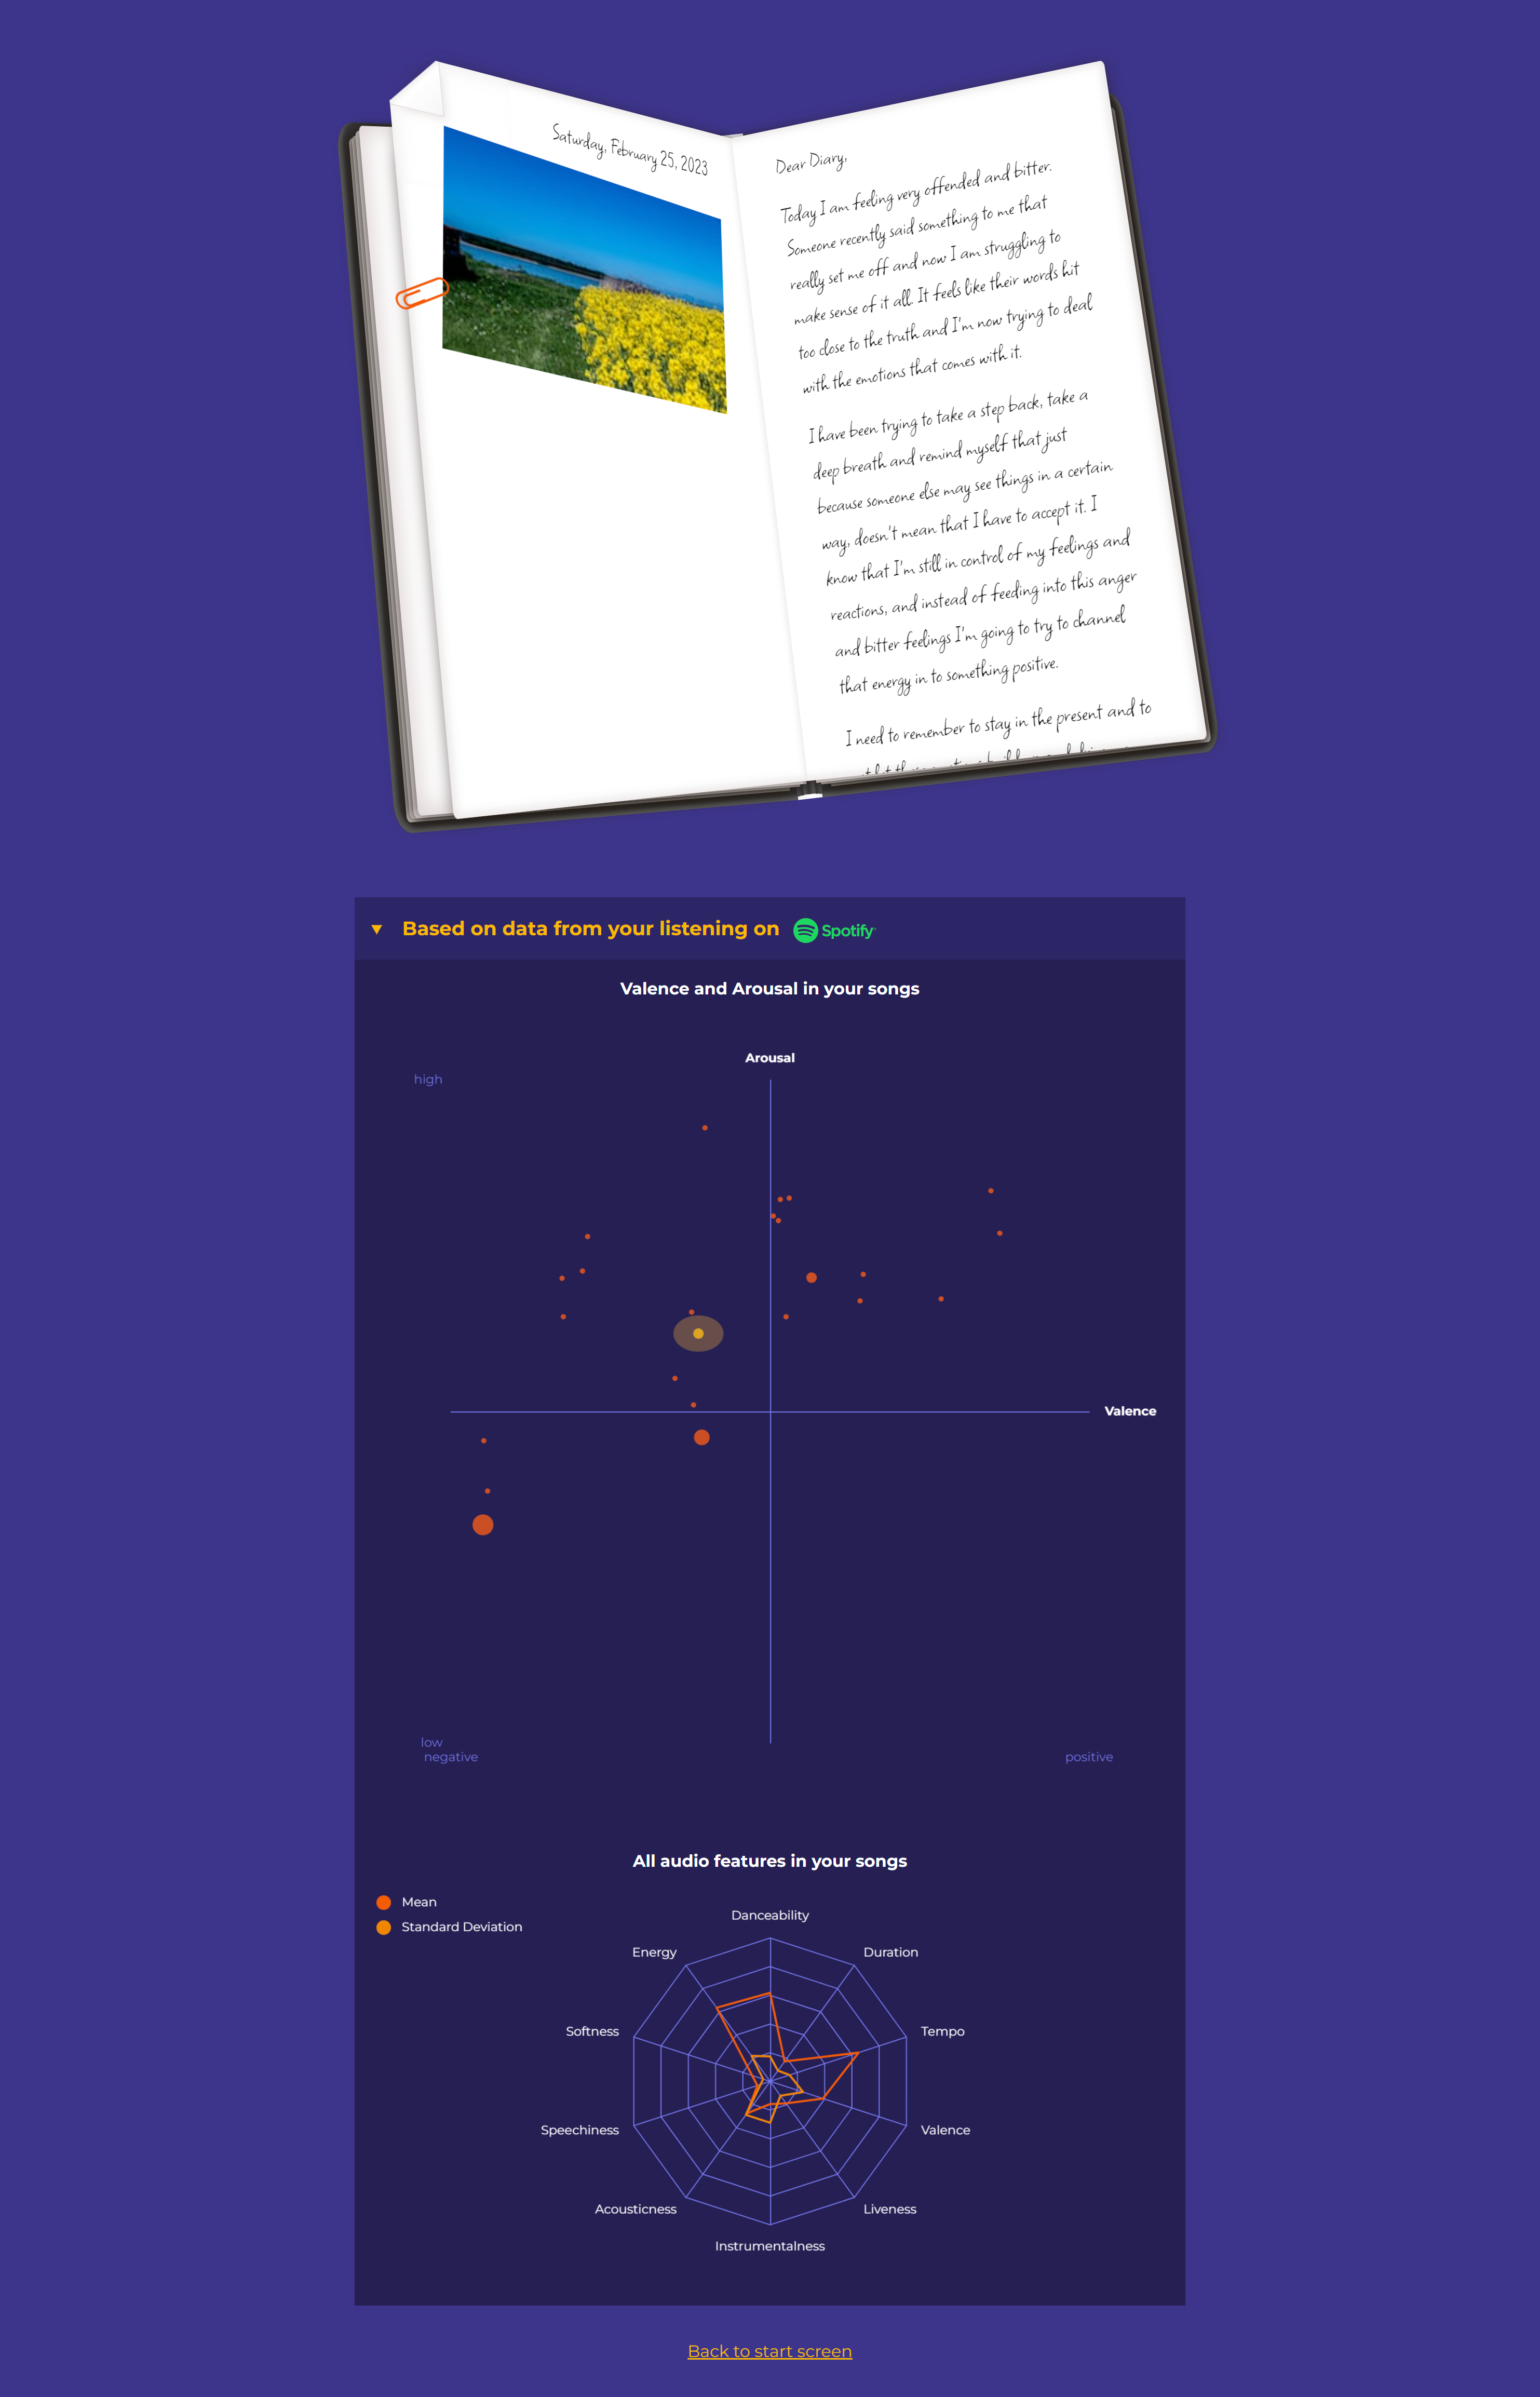 Saturday, February 25, 2023
Dear Diary,
Today I am feeling very offended and bitter.
Someone recently said something to me that
really set me off and now I am struggling to
make sense of it all. It feels like their words hit
too close to the truth and I'm now trying to deal
with the emotions that comes with it.
I have been trying to take a step back, take a
deep breath and remind myself that just
because someone else may see things in a certain
way, doesn't mean that I have to accept it. I
know that I'm still in control of my feelings and
reactions, and instead of feeding into this anger
and bitter feelings I'm going to try to channel
that energy in to something positive.
I need to remember to stay in the present and to
Based on data from your listening on Spotify
Valence and Arousal in your songs
Arousal
high
Valence
low
negative
positive
All audio features in your songs
Mean
Standard Deviation
Danceability
Energy
Duration
Softness
Tempo
Speechiness
Valence
Acousticness
Liveness
Instrumentalness
Back to start screen